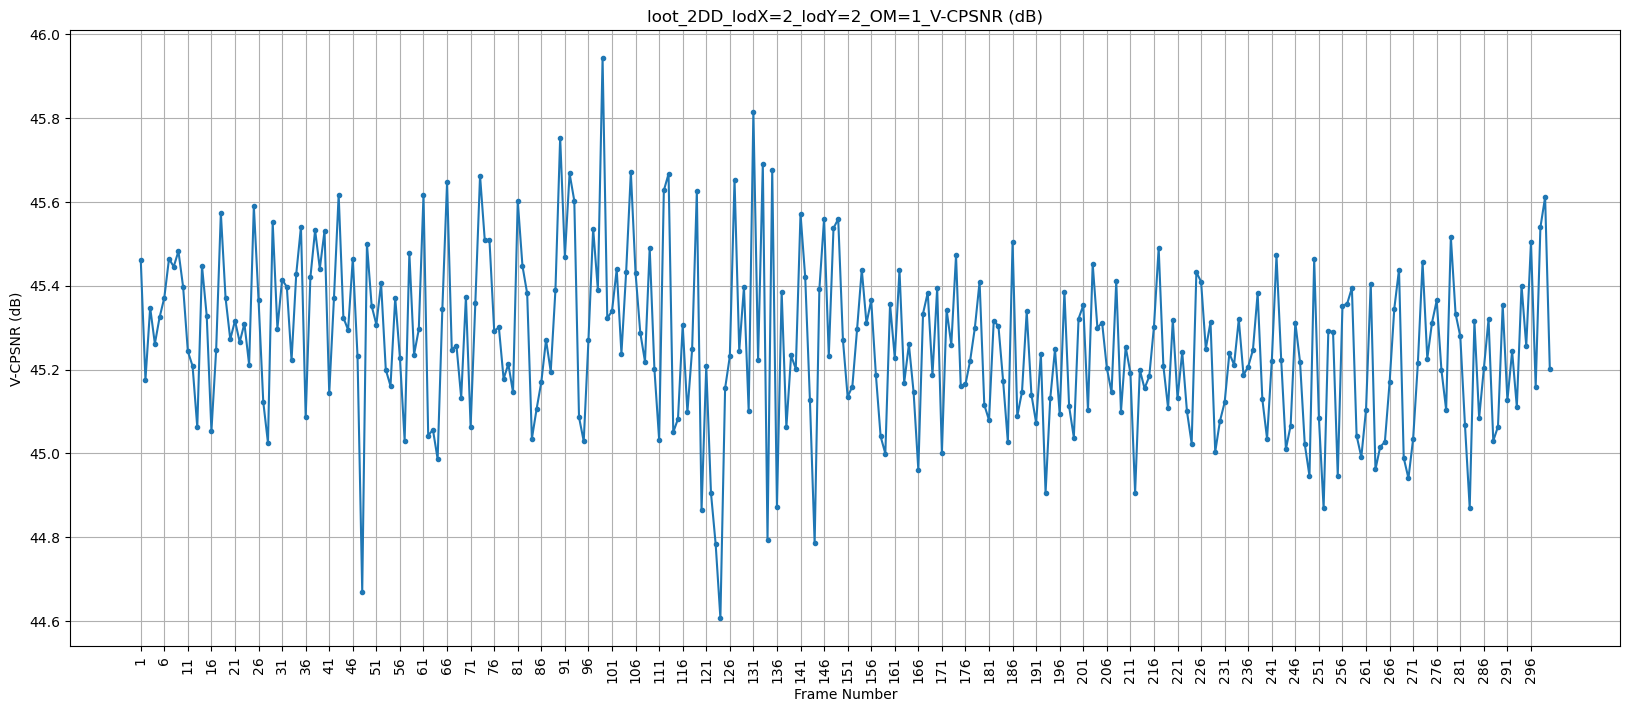 loot_2DD_lodX=2_lodY=2_OM=1_V-CPSNR (dB)
46.0
45.8
45.6
45.4
45.2
45.0
44.8
44.6
V-CPSNR (dB)
1 6 11 16 21 26 31 36 41 46 51 56 61 66 71 76 81 86 91 96 101 106 111 116 121 126 131 136 141 146 151 156 161 166 171 176 181 186 191 196 201 206 211 216 221 226 231 236 241 246 251 256 261 266 271 276 281 286 291 296
Frame Number